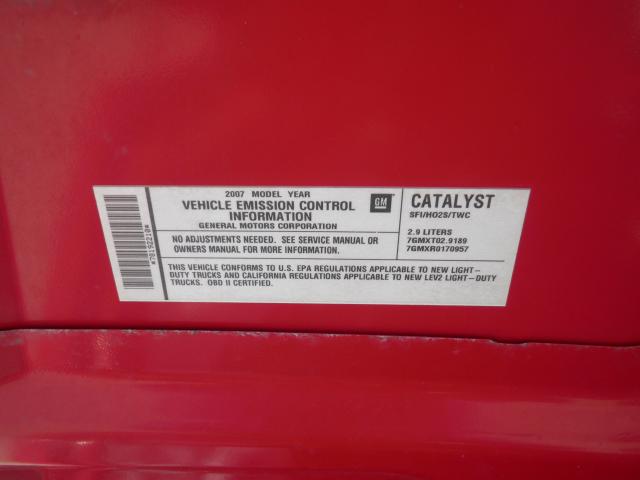 2007 MODEL YEAR
VEHICLE EMISSION CONTROL
INFORMATION
GENERAL MOTORS CORPORATION
GM
NO ADJUSTMENTS NEEDED. SEE SERVICE MANUAL OR
OWNERS MANUAL FOR MORE INFORMATION.
CATALYST
SFI/HO2S/TWC
2.9 LITERS
7GMXT02.9189
7GMXR0170957
THIS VEHICLE CONFORMS TO U.S. EPA REGULATIONS APPLICABLE TO NEW LIGHT-
DUTY TRUCKS AND CALIFORNIA REGULATIONS APPLICABLE TO NEW LEV2 LIGHT-DUTY
TRUCKS. OBD II CERTIFIED.